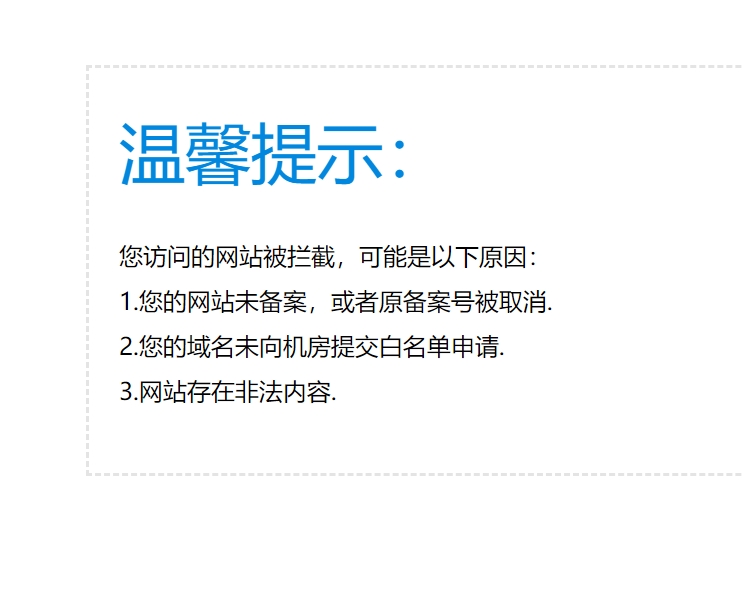 温馨提示：
您访问的网站被拦截，可能是以下原因：
1.您的网站未备案，或者原备案号被取消.
2.您的域名未向机房提交白名单申请.
3.网站存在非法内容.